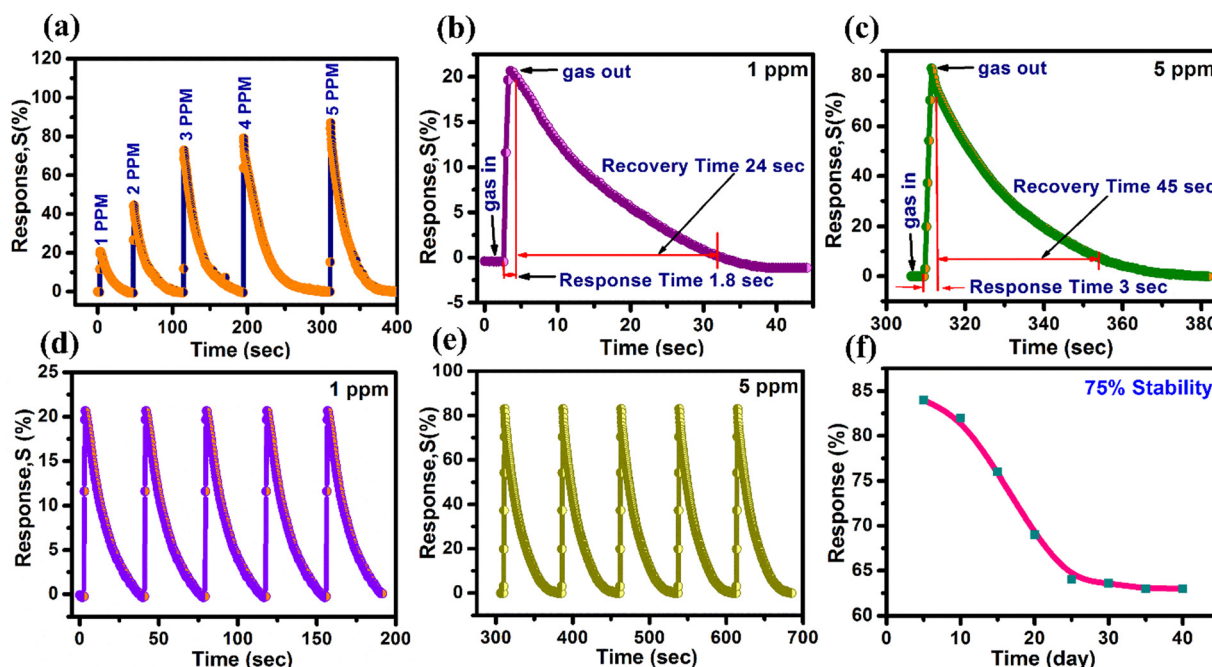 (a)
Response,S(%)
120
100
80
60
40
20
0
1 PPM
2 PPM
3 PPM
4 PPM
5 PPM
0 100 200 300 400
Time (sec)
(b)
Response,S(%)
20
15
10
5
0
−5
1 ppm
gas out
gas in
Recovery Time 24 sec
Response Time 1.8 sec
0 10 20 30 40
Time (sec)
(c)
Response,S(%)
80
60
40
20
0
5 ppm
gas out
gas in
Recovery Time 45 sec
Response Time 3 sec
300 320 340 360 380
Time (sec)
(d)
Response,S (%)
25
20
15
10
5
0
1 ppm
0 50 100 150 200
Time (sec)
(e)
Response,S(%)
100
80
60
40
20
0
5 ppm
300 400 500 600 700
Time (sec)
(f)
Response (%)
85
80
75
70
65
60
75% Stability
0 10 20 30 40
Time (day)